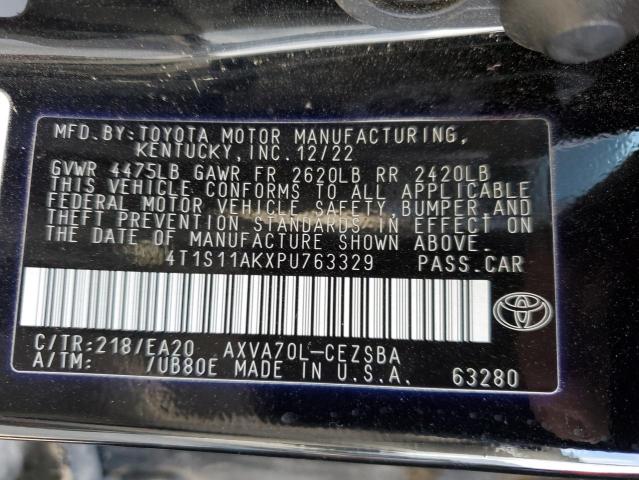 MFD.BY:TOYOTA MOTOR MANUFACTURING,
KENTUCKY, INC. 12/22
GVWR 4475LB GAWR FR 2620LB RR 2420LB
THIS VEHICLE CONFORMS TO ALL APPLICABLE
FEDERAL MOTOR VEHICLE SAFETY, BUMPER, AND
THEFT PREVENTION STANDARDS IN EFFECT ON
THE DATE OF MANUFACTURE SHOWN ABOVE.
4T1S11AKXPU763329 PASS.CAR
C/TR:218/EA20 AXVA70L-CEZSBA
A/TM: /UB80E MADE IN U.S.A. 63280